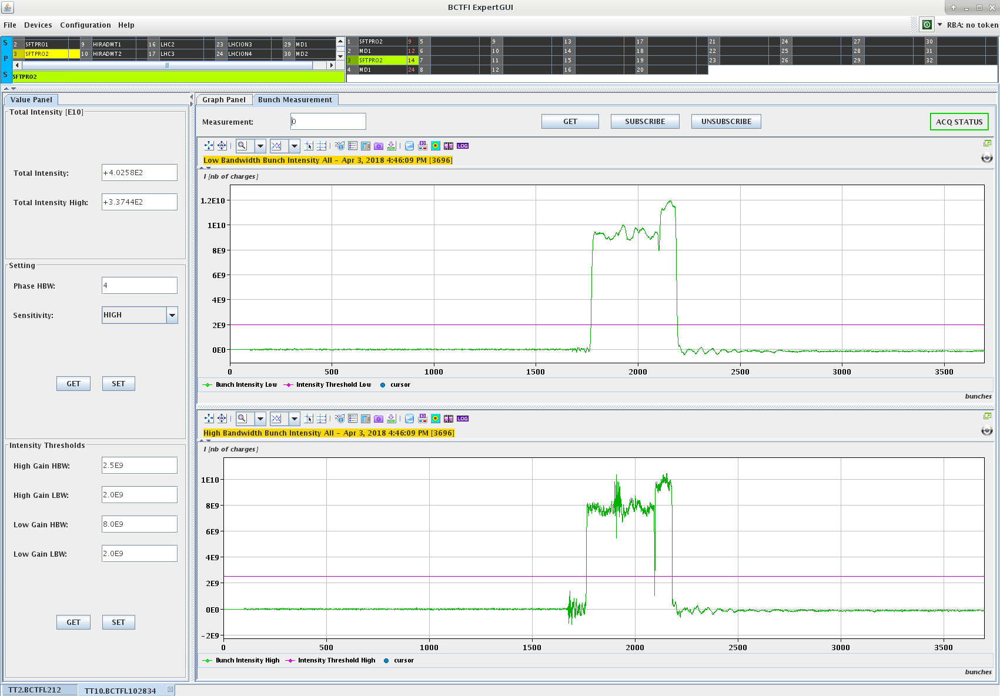 BCTFI ExpertGUI
File Devices Configuration Help
RBA: no token
S P S
2 SFTPRO1 9 HIRADMT1 16 LHC2 23 LHCION3 29 MD1
3 SFTPRO2 10 HIRADMT2 17 LHC3 24 LHCION4 30 MD2
SFTPRO2
1 SFTPRO2 9 5 9 13 17 21 24 27 30
2 MD1 12 6 10 14 18 22 25 28 31
3 SFTPRO2 14 7 11 15 19 23 26 29 32
4 MD1 24 8 12 16 20
Value Panel
Total Intensity [E10]
Total Intensity: +4.0258E2
Total Intensity High: +3.3744E2
Setting
Phase HBW: 4
Sensitivity: HIGH
GET SET
Intensity Thresholds
High Gain HBW: 2.5E9
High Gain LBW: 2.0E9
Low Gain HBW: 8.0E9
Low Gain LBW: 2.0E9
GET SET
Graph Panel Bunch Measurement
Measurement: 0 GET SUBSCRIBE UNSUBSCRIBE ACQ STATUS
3D LOG
Low Bandwidth Bunch Intensity All - Apr 3, 2018 4:46:09 PM [3696]
I [nb of charges]
1.2E10
1E10
8E9
6E9
4E9
2E9
0E0
0 500 1000 1500 2000 2500 3000 3500
Bunch Intensity Low Intensity Threshold Low cursor
bunches
3D LOG
High Bandwidth Bunch Intensity All - Apr 3, 2018 4:46:09 PM [3696]
I [nb of charges]
1E10
8E9
6E9
4E9
2E9
0E0
-2E9
0 500 1000 1500 2000 2500 3000 3500
Bunch Intensity High Intensity Threshold High cursor
bunches
TT2.BCTFI.212 TT10.BCTFI.102834